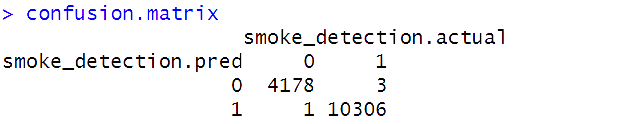 > confusion.matrix
smoke_detection.actual
smoke_detection.pred 0 1
0 4178 3
1 1 10306